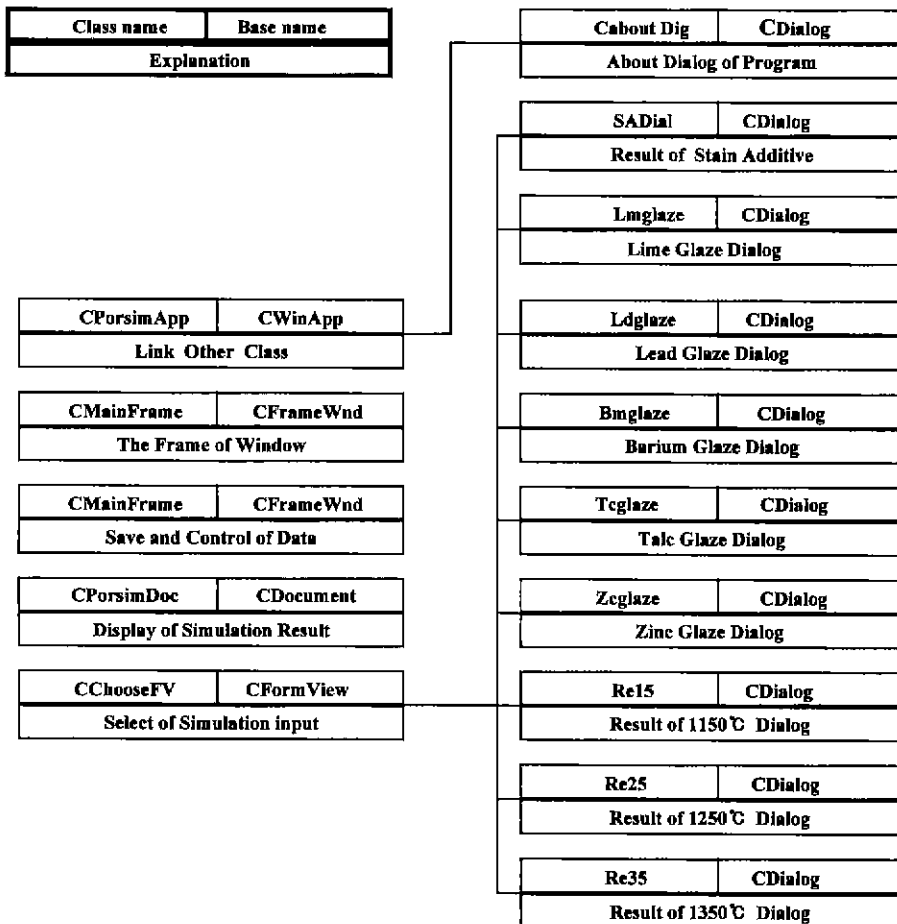 Class name Base name
Explanation
CPorsimApp CWinApp
Link Other Class
CMainFrame CFrameWnd
The Frame of Window
CMainFrame CFrameWnd
Save and Control of Data
CPorsimDoc CDocument
Display of Simulation Result
CChooseFV CFormView
Select of Simulation input
Cabout Dig CDialog
About Dialog of Program
SADial CDialog
Result of Stain Additive
Lmglaze CDialog
Lime Glaze Dialog
Ldglaze CDialog
Lead Glaze Dialog
Bmglaze CDialog
Barium Glaze Dialog
Tcglaze CDialog
Talc Glaze Dialog
Zcglaze CDialog
Zinc Glaze Dialog
Re15 CDialog
Result of 1150℃ Dialog
Re25 CDialog
Result of 1250℃ Dialog
Re35 CDialog
Result of 1350℃ Dialog